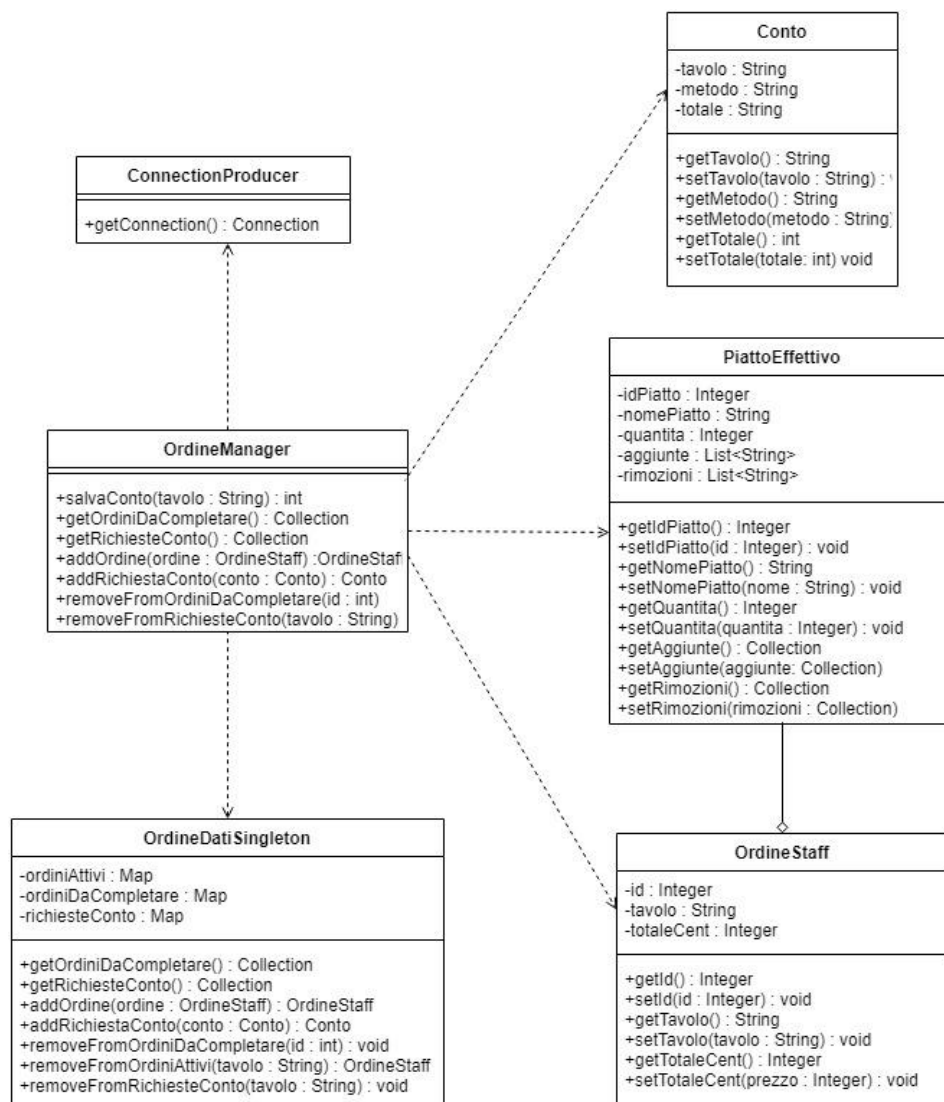 Conto
-tavolo : String
-metodo : String
-totale : String
+getTavolo() : String
+setTavolo(tavolo : String) :
+getMetodo() : String
+setMetodo(metodo : String)
+getTotale() : int
+setTotale(totale: int) void
ConnectionProducer
+getConnection() : Connection
PiattoEffettivo
-idPiatto : Integer
-nomePiatto : String
-quantita : Integer
-aggiunte : List<String>
-rimozioni : List<String>
+getIdPiatto() : Integer
+setIdPiatto(id : Integer) : void
+getNomePiatto() : String
+setNomePiatto(nome : String) : void
+getQuantita() : Integer
+setQuantita(quantita : Integer) : void
+getAggiunte() : Collection
+setAggiunte(aggiunte: Collection)
+getRimozioni() : Collection
+setRimozioni(rimozioni : Collection)
OrdineManager
+salvaConto(tavolo : String) : int
+getOrdiniDaCompletare() : Collection
+getRichiesteConto() : Collection
+addOrdine(ordine : OrdineStaff) :OrdineStaff
+addRichiestaConto(conto : Conto) : Conto
+removeFromOrdiniDaCompletare(id : int)
+removeFromRichiesteConto(tavolo : String)
OrdineDatiSingleton
-ordiniAttivi : Map
-ordiniDaCompletare : Map
-richiesteConto : Map
+getOrdiniDaCompletare() : Collection
+getRichiesteConto() : Collection
+addOrdine(ordine : OrdineStaff) : OrdineStaff
+addRichiestaConto(conto : Conto) : Conto
+removeFromOrdiniDaCompletare(id : int) : void
+removeFromOrdiniAttivi(tavolo : String) : OrdineStaff
+removeFromRichiesteConto(tavolo : String) : void
OrdineStaff
-id : Integer
-tavolo : String
-totaleCent : Integer
+getId() : Integer
+setId(id : Integer) : void
+getTavolo() : String
+setTavolo(tavolo : String) : void
+getTotaleCent() : Integer
+setTotaleCent(prezzo : Integer) : void